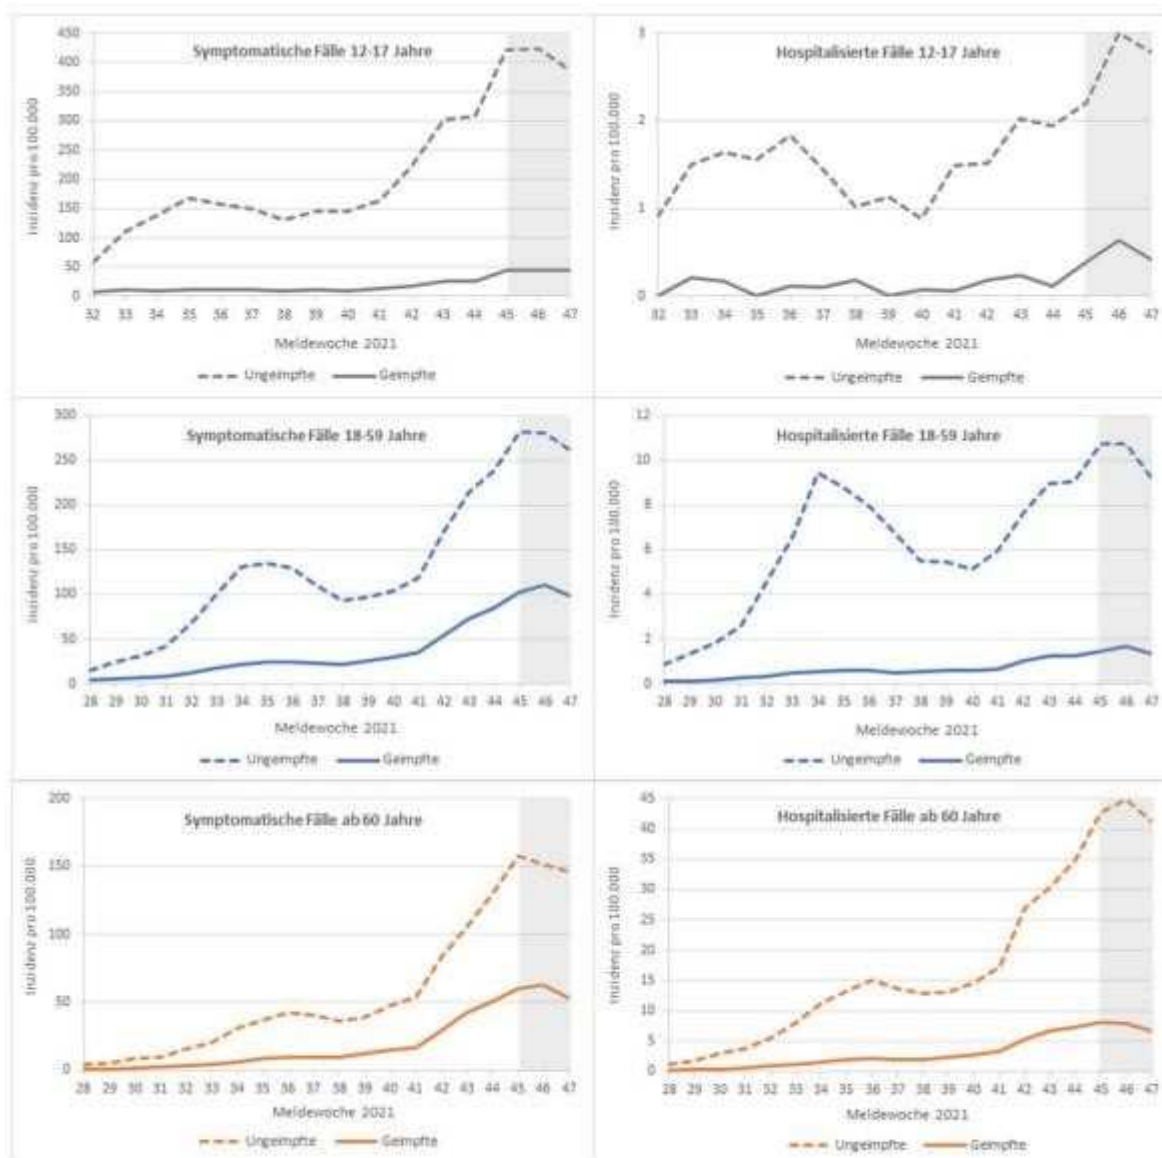 Symptomatische Fälle 12-17 Jahre
Inzidenz pro 100.000
450
400
350
300
250
200
150
100
50
0
32 33 34 35 36 37 38 39 40 41 42 43 44 45 46 47
Meldewoche 2021
Ungeimpfte Geimpfte
Hospitalisierte Fälle 12-17 Jahre
Inzidenz pro 100.000
3
2
1
0
32 33 34 35 36 37 38 39 40 41 42 43 44 45 46 47
Meldewoche 2021
Ungeimpfte Geimpfte
Symptomatische Fälle 18-59 Jahre
Inzidenz pro 100.000
300
250
200
150
100
50
0
28 29 30 31 32 33 34 35 36 37 38 39 40 41 42 43 44 45 46 47
Meldewoche 2021
Ungeimpfte Geimpfte
Hospitalisierte Fälle 18-59 Jahre
Inzidenz pro 100.000
12
10
8
6
4
2
0
28 29 30 31 32 33 34 35 36 37 38 39 40 41 42 43 44 45 46 47
Meldewoche 2021
Ungeimpfte Geimpfte
Symptomatische Fälle ab 60 Jahre
Inzidenz pro 100.000
200
150
100
50
0
28 29 30 31 32 33 34 35 36 37 38 39 40 41 42 43 44 45 46 47
Meldewoche 2021
Ungeimpfte Geimpfte
Hospitalisierte Fälle ab 60 Jahre
Inzidenz pro 100.000
45
40
35
30
25
20
15
10
5
0
28 29 30 31 32 33 34 35 36 37 38 39 40 41 42 43 44 45 46 47
Meldewoche 2021
Ungeimpfte Geimpfte